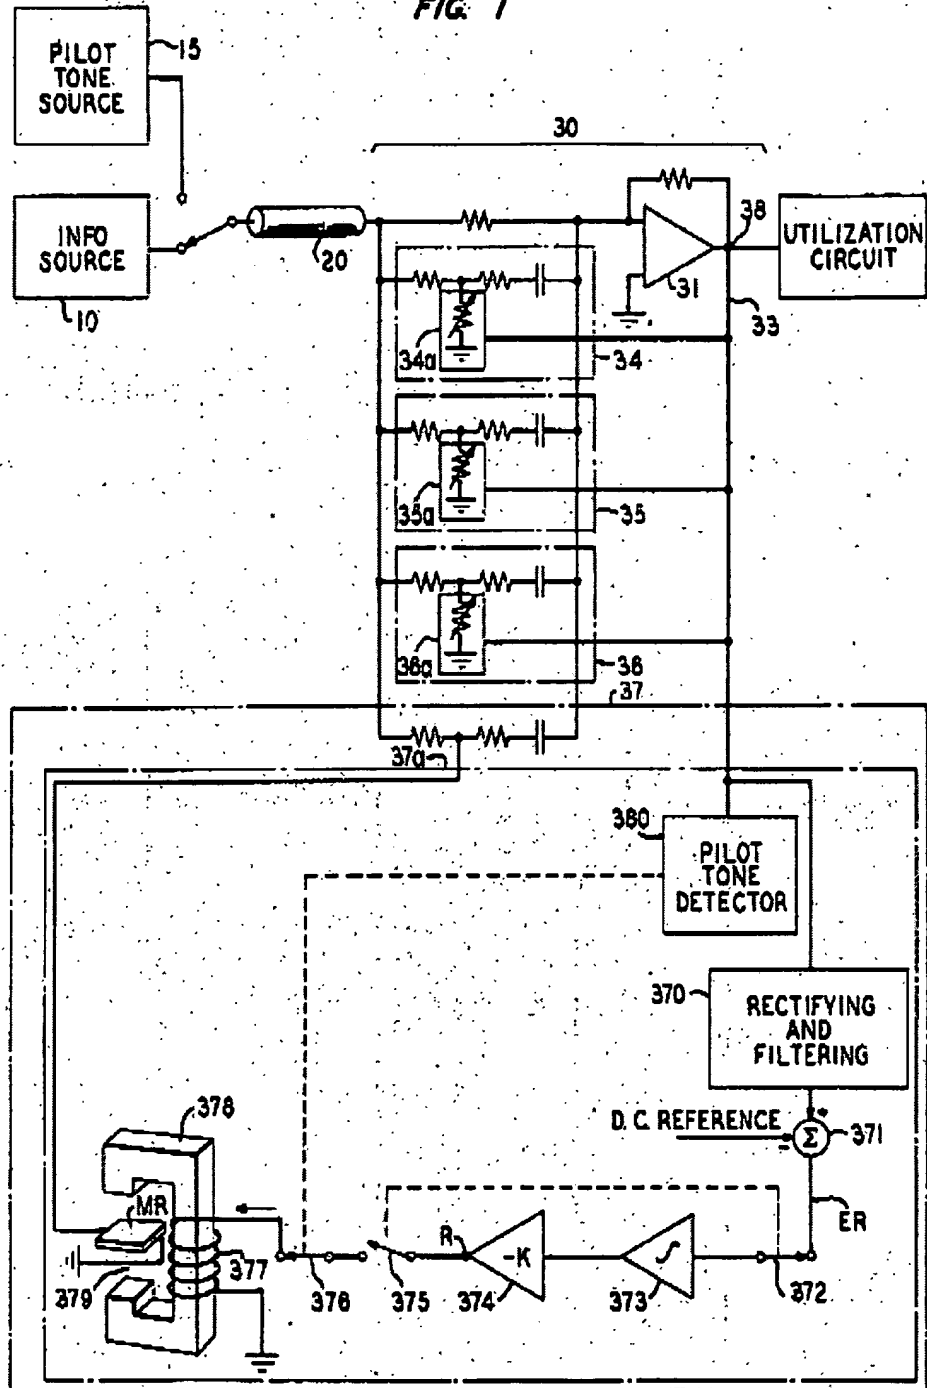 FIG. 1
PILOT
TONE
SOURCE
15
30
INFO
SOURCE
10
20
31
38
UTILIZATION
CIRCUIT
33
34a
34
35a
35
36a
36
37
37a
380
PILOT
TONE
DETECTOR
370
RECTIFYING
AND
FILTERING
D.C. REFERENCE
+
-
Σ
371
ER
378
MR
379
377
376
375
R
-K
374
∫
373
372